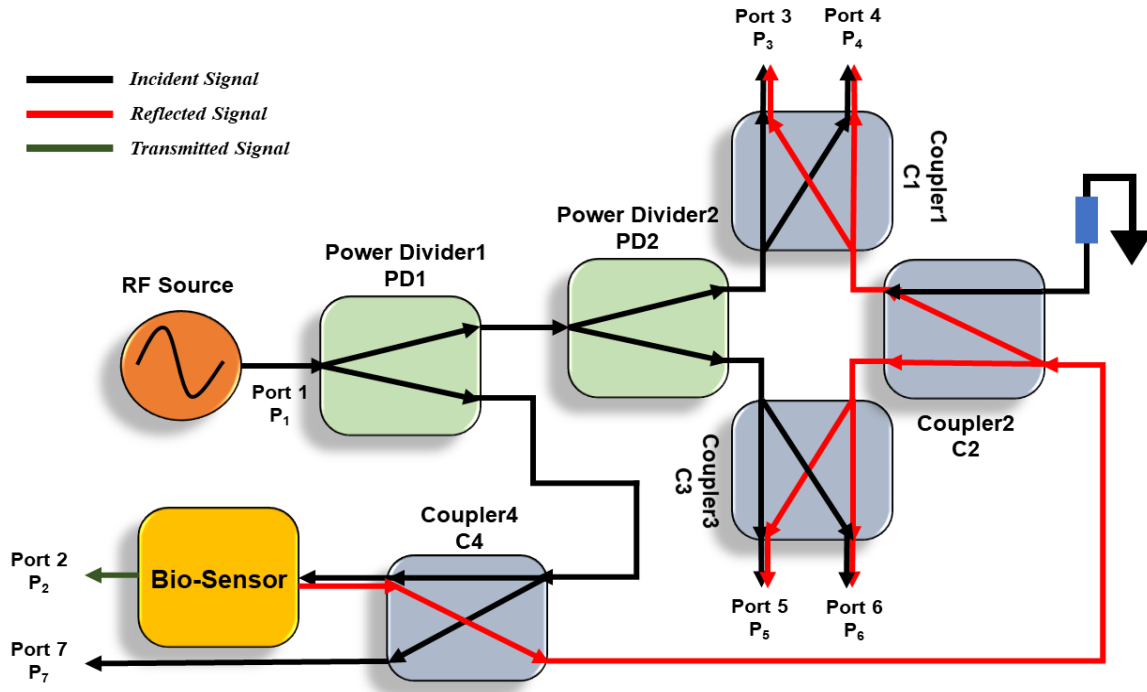 Port 3
P3
Port 4
P4
Incident Signal
Reflected Signal
Transmitted Signal
Coupler1
C1
Power Divider2
PD2
Power Divider1
PD1
RF Source
Port 1
P1
Coupler2
C2
Coupler3
C3
Coupler4
C4
Port 2
P2
Bio-Sensor
Port 5
P5
Port 6
P6
Port 7
P7